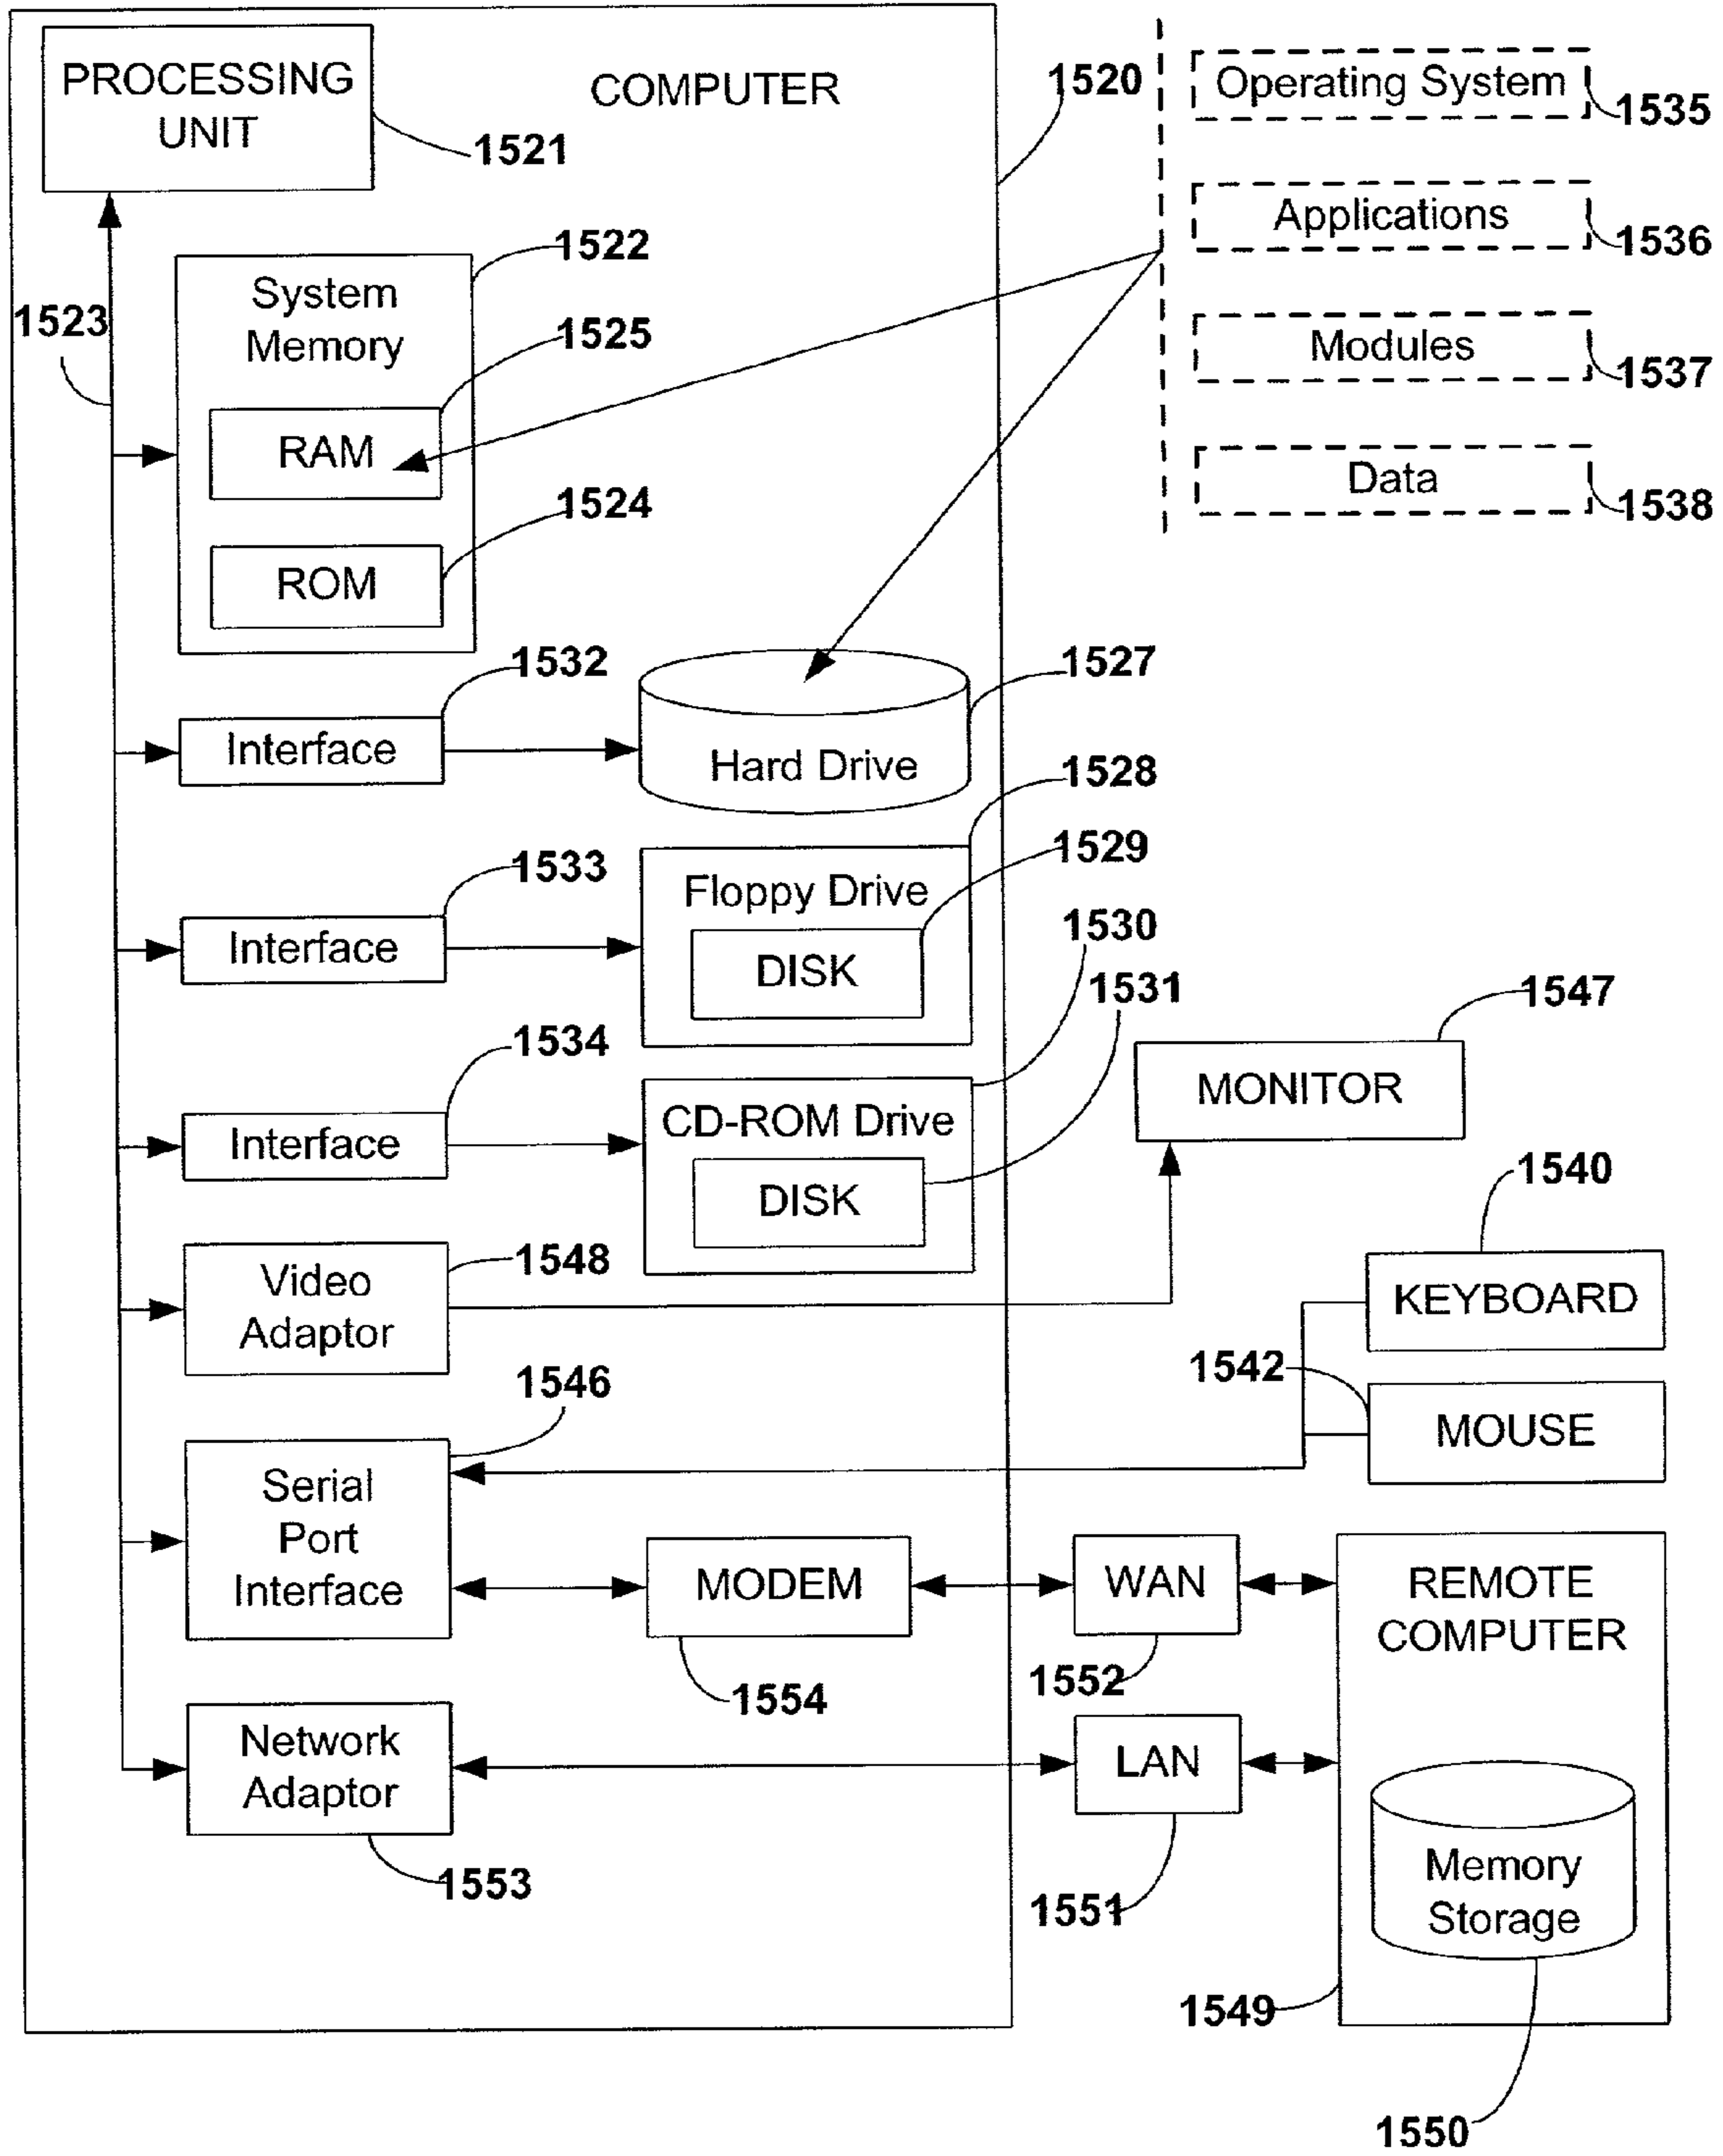 PROCESSING
UNIT
1521
COMPUTER
1520
Operating System
1535
Applications
1536
Modules
1537
Data
1538
1522
System
Memory
1523
1525
RAM
1524
ROM
1532
Interface
1527
Hard Drive
1528
1533
Interface
1529
Floppy Drive
DISK
1530
1531
1534
Interface
CD-ROM Drive
DISK
1547
MONITOR
1540
KEYBOARD
1542
MOUSE
1548
Video
Adaptor
1546
Serial
Port
Interface
MODEM
1554
WAN
1552
REMOTE
COMPUTER
Network
Adaptor
1553
LAN
1551
Memory
Storage
1549
1550